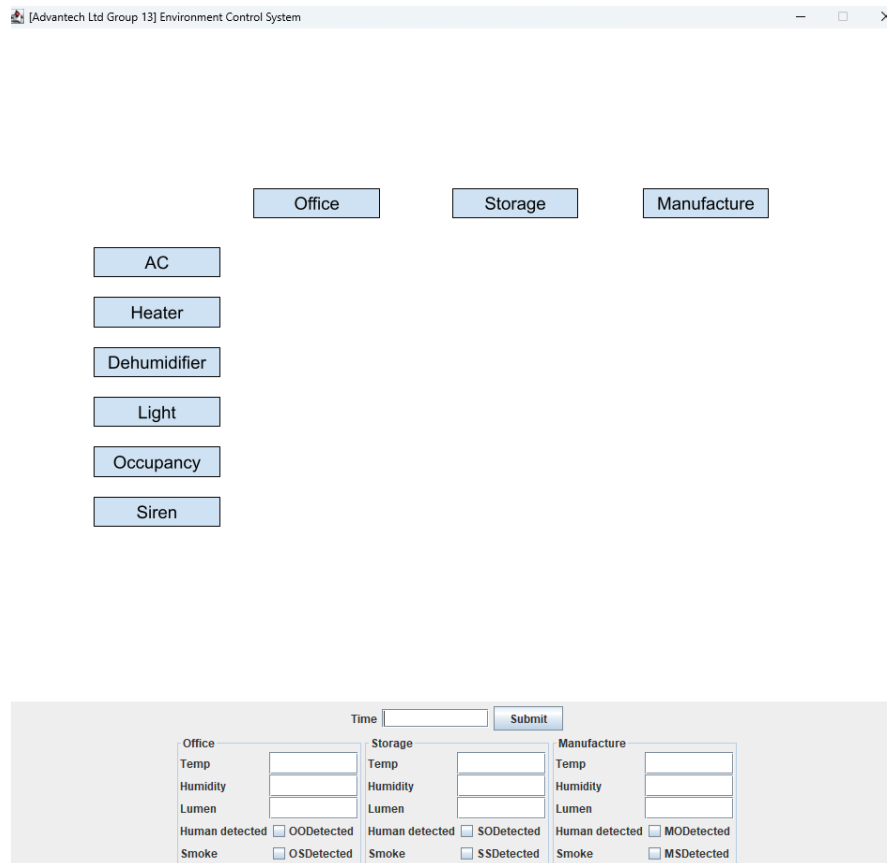 [Advantech Ltd Group 13] Environment Control System
Office Storage Manufacture
AC
Heater
Dehumidifier
Light
Occupancy
Siren
Time Submit
Office Storage Manufacture
Temp Temp Temp
Humidity Humidity Humidity
Lumen Lumen Lumen
Human detected OODetected Human detected SODetected Human detected MODetected
Smoke OSDetected Smoke SSDetected Smoke MSDetected